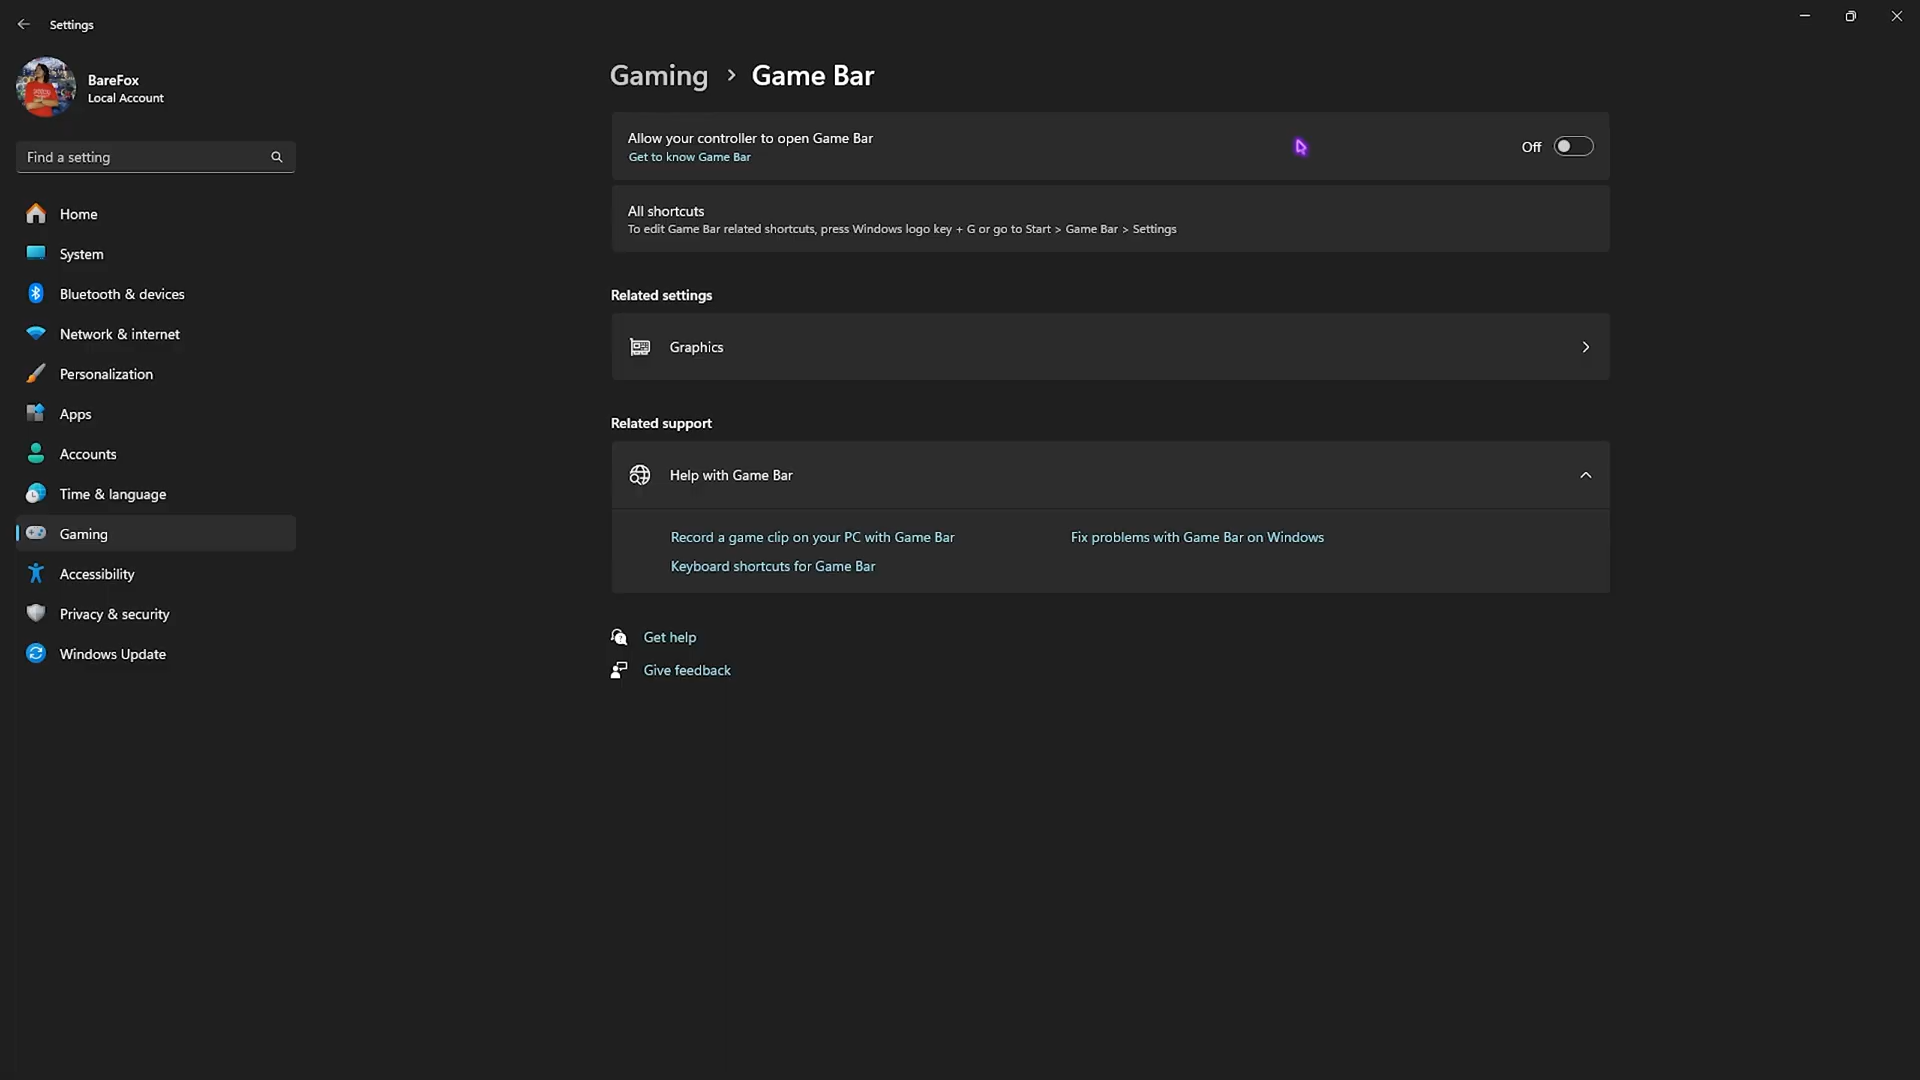 Settings
BareFox
Local Account
Find a setting
Home
System
Bluetooth & devices
Network & internet
Personalization
Apps
Accounts
Time & language
Gaming
Accessibility
Privacy & security
Windows Update
Gaming > Game Bar
Allow your controller to open Game Bar
Get to know Game Bar
Off
All shortcuts
To edit Game Bar related shortcuts, press Windows logo key + G or go to Start > Game Bar > Settings
Related settings
Graphics
Related support
Help with Game Bar
Record a game clip on your PC with Game Bar
Fix problems with Game Bar on Windows
Keyboard shortcuts for Game Bar
Get help
Give feedback